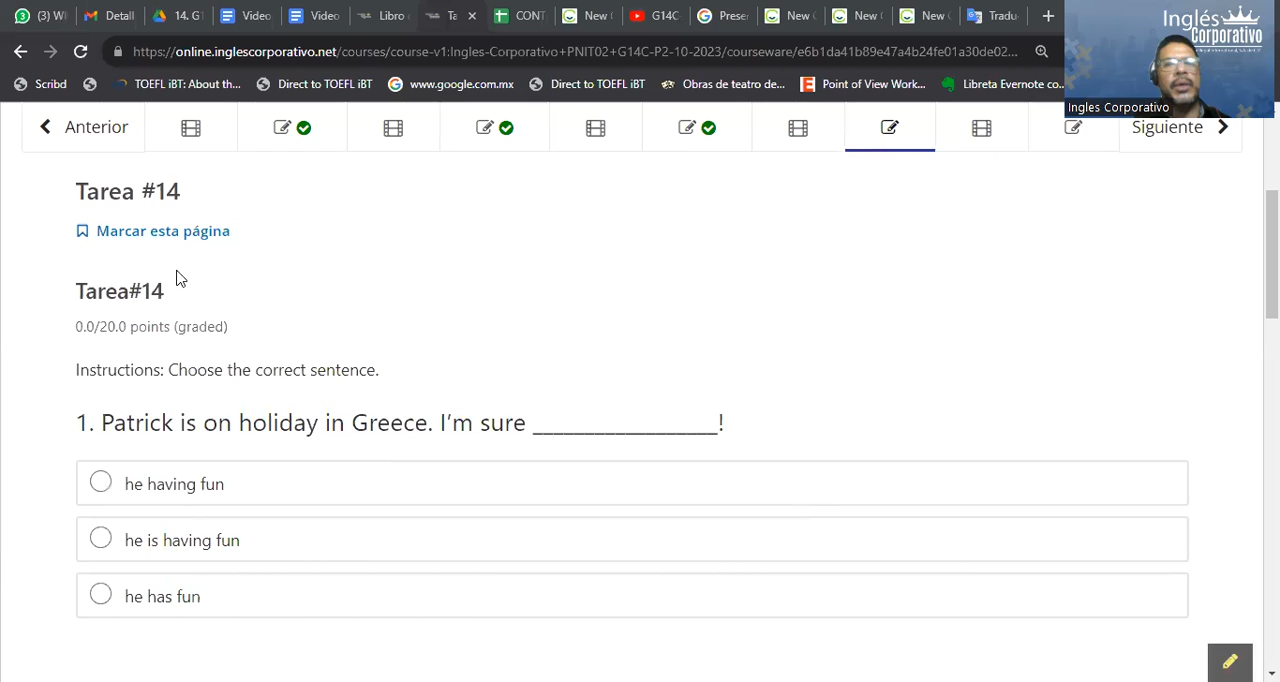 (3) WI
Detall
14. G1
Video
Video
Libro
Ta
CONT
New (
G14C-
Prese
New (
New (
New (
Tradu
https://online.inglescorporativo.net/courses/course-v1:Ingles-Corporativo+PNIT02+G14C-P2-10-2023/courseware/e6b1da41b89e47a4b24fe01a30de02...
Scribd
TOEFL iBT: About th...
Direct to TOEFL iBT
www.google.com.mx
Direct to TOEFL iBT
Obras de teatro de...
Point of View Work...
Libreta Evernote co...
Inglés
Corporativo
Ingles Corporativo
Anterior
Siguiente
Tarea #14
Marcar esta página
Tarea#14
0.0/20.0 points (graded)
Instructions: Choose the correct sentence.
1. Patrick is on holiday in Greece. I’m sure __________________!
he having fun
he is having fun
he has fun